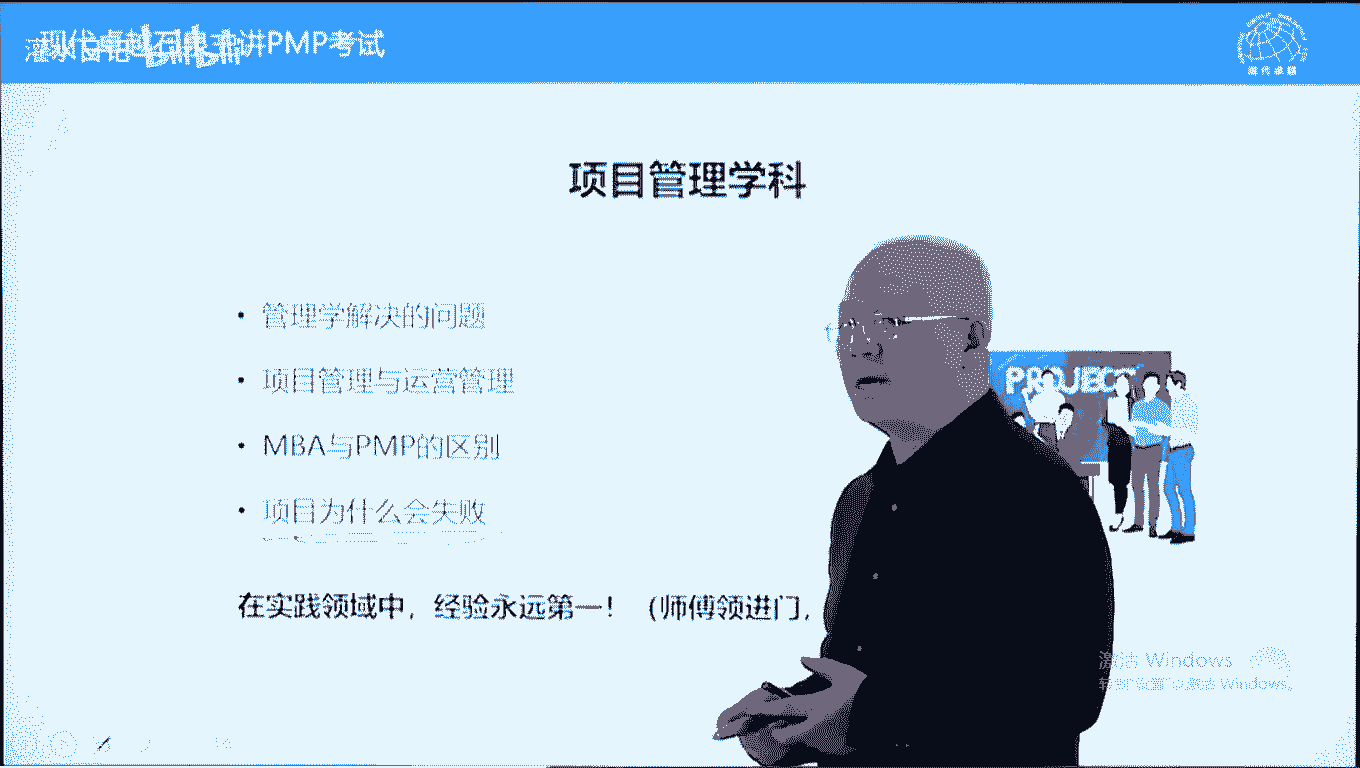 讲PMP考试
现代卓越
项目管理学科
• 管理学解决的问题
• 项目管理与运营管理
PROJECT
• MBA与PMP的区别
• 项目为什么会失败
在实践领域中，经验永远第一！（师傅领进门，
激活 Windows
转到"设置"以激活 Windows。